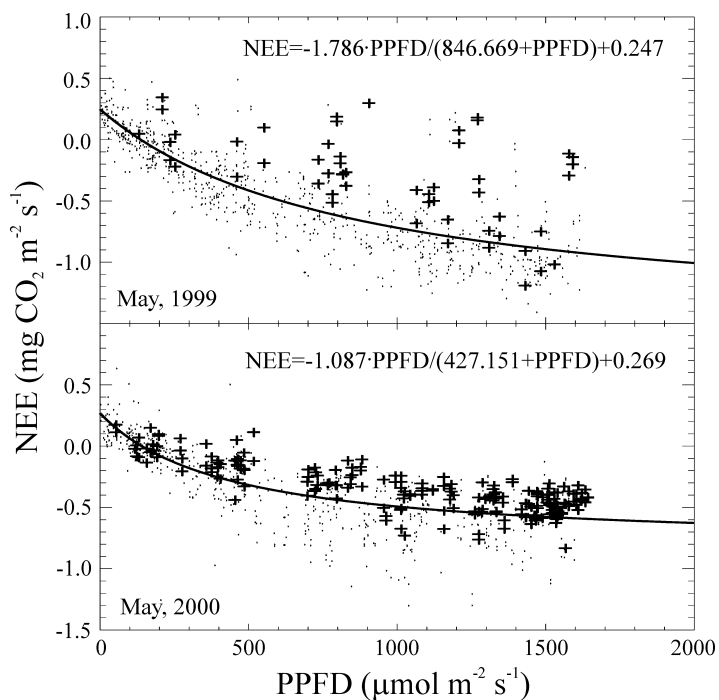 1.0
NEE=-1.786·PPFD/(846.669+PPFD)+0.247
0.5
0.0
-0.5
-1.0
May, 1999
NEE (mg CO₂ m⁻² s⁻¹)
NEE=-1.087·PPFD/(427.151+PPFD)+0.269
0.5
0.0
-0.5
-1.0
May, 2000
-1.5
0 500 1000 1500 2000
PPFD (μmol m⁻² s⁻¹)